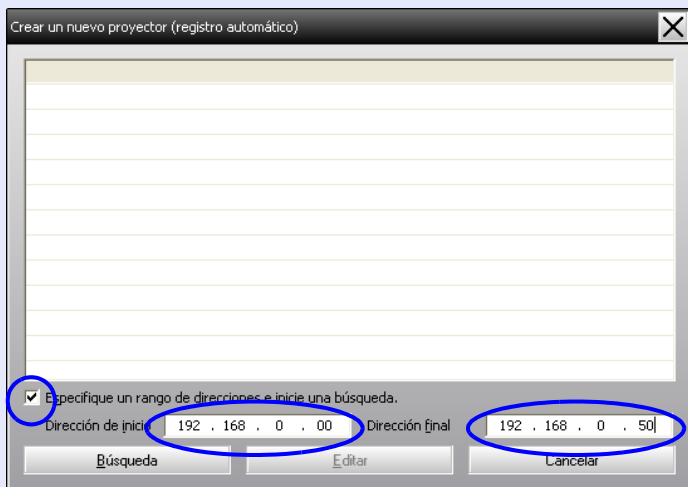 Crear un nuevo proyector (registro automático)
Especifique un rango de direcciones e inicie una búsqueda.
Dirección de inicio 192 . 168 . 0 . 00 Dirección final 192 . 168 . 0 . 50
Búsqueda Editar Cancelar